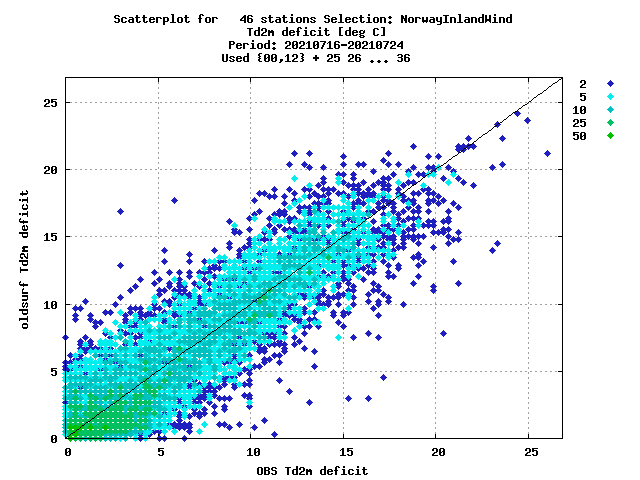 Scatterplot for   46 stations Selection: NorwayInlandWind
Td2m deficit [deg C]
Period: 20210716-20210724
Used {00,12} + 25 26 ... 36
2
5
10
25
50
25
20
15
10
5
0
oldsurf Td2m deficit
0 5 10 15 20 25
OBS Td2m deficit